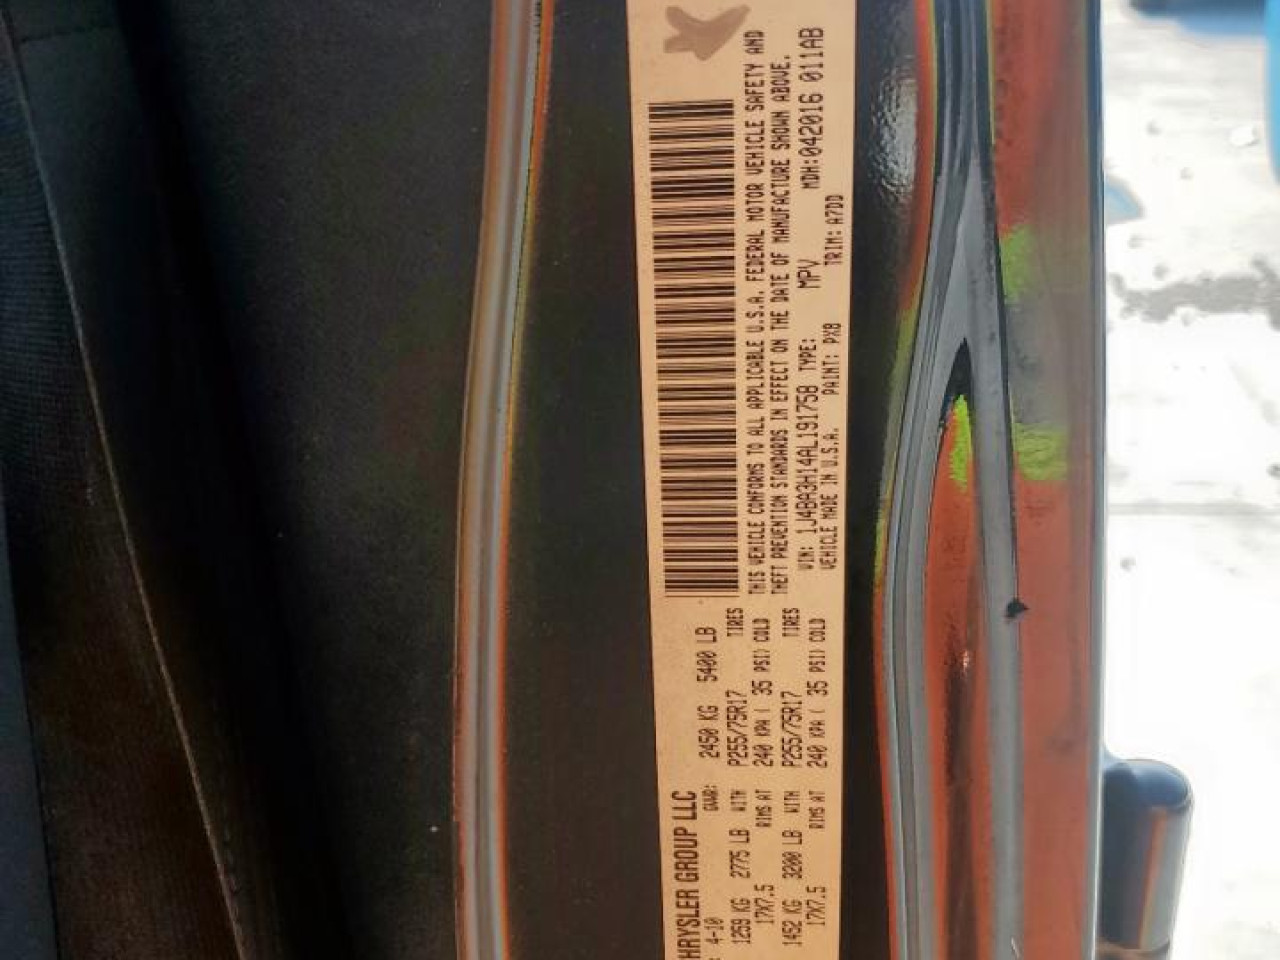 HRYSLER GROUP LLC
: 4-10 GVWR: 2450 KG 5400 LB
1259 KG 2775 LB WITH P255/75R17 TIRES
17X7.5 RIMS AT 240 KPA ( 35 PSI) COLD
1452 KG 3200 LB WITH P255/75R17 TIRES
17X7.5 RIMS AT 240 KPA ( 35 PSI) COLD
THIS VEHICLE CONFORMS TO ALL APPLICABLE U.S.A. FEDERAL MOTOR VEHICLE SAFETY AND
THEFT PREVENTION STANDARDS IN EFFECT ON THE DATE OF MANUFACTURE SHOWN ABOVE.
VIN: 1J4BA3H14AL191758 TYPE: MPV MDH:042016 011AB
VEHICLE MADE IN U.S.A. PAINT: PX8 TRIM: A7DD